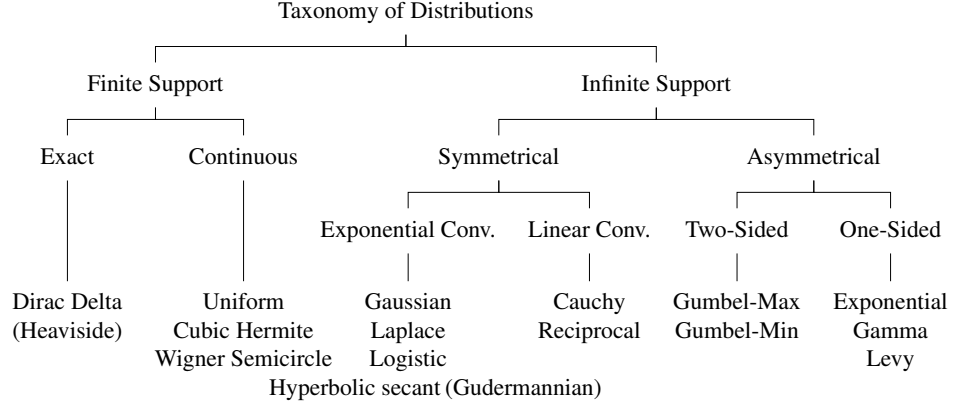 Taxonomy of Distributions
Finite Support
Infinite Support
Exact
Continuous
Symmetrical
Asymmetrical
Exponential Conv.
Linear Conv.
Two-Sided
One-Sided
Dirac Delta
(Heaviside)
Uniform
Cubic Hermite
Wigner Semicircle
Gaussian
Laplace
Logistic
Hyperbolic secant (Gudermannian)
Cauchy
Reciprocal
Gumbel-Max
Gumbel-Min
Exponential
Gamma
Levy